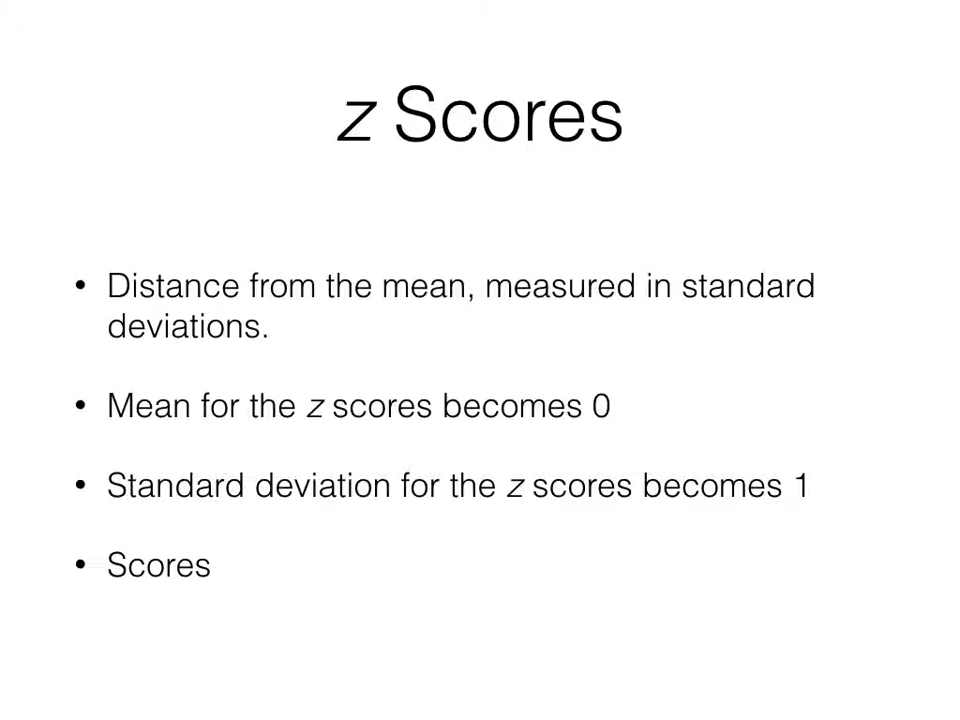 z Scores
• Distance from the mean, measured in standard
deviations.
• Mean for the z scores becomes 0
• Standard deviation for the z scores becomes 1
• Scores